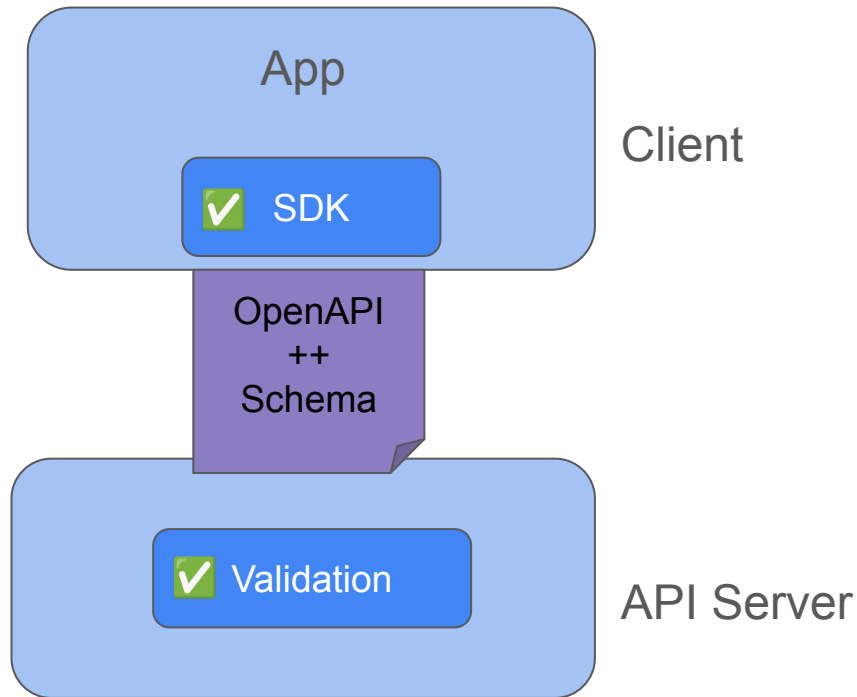 App
Client
✅ SDK
OpenAPI
++
Schema
✅ Validation
API Server